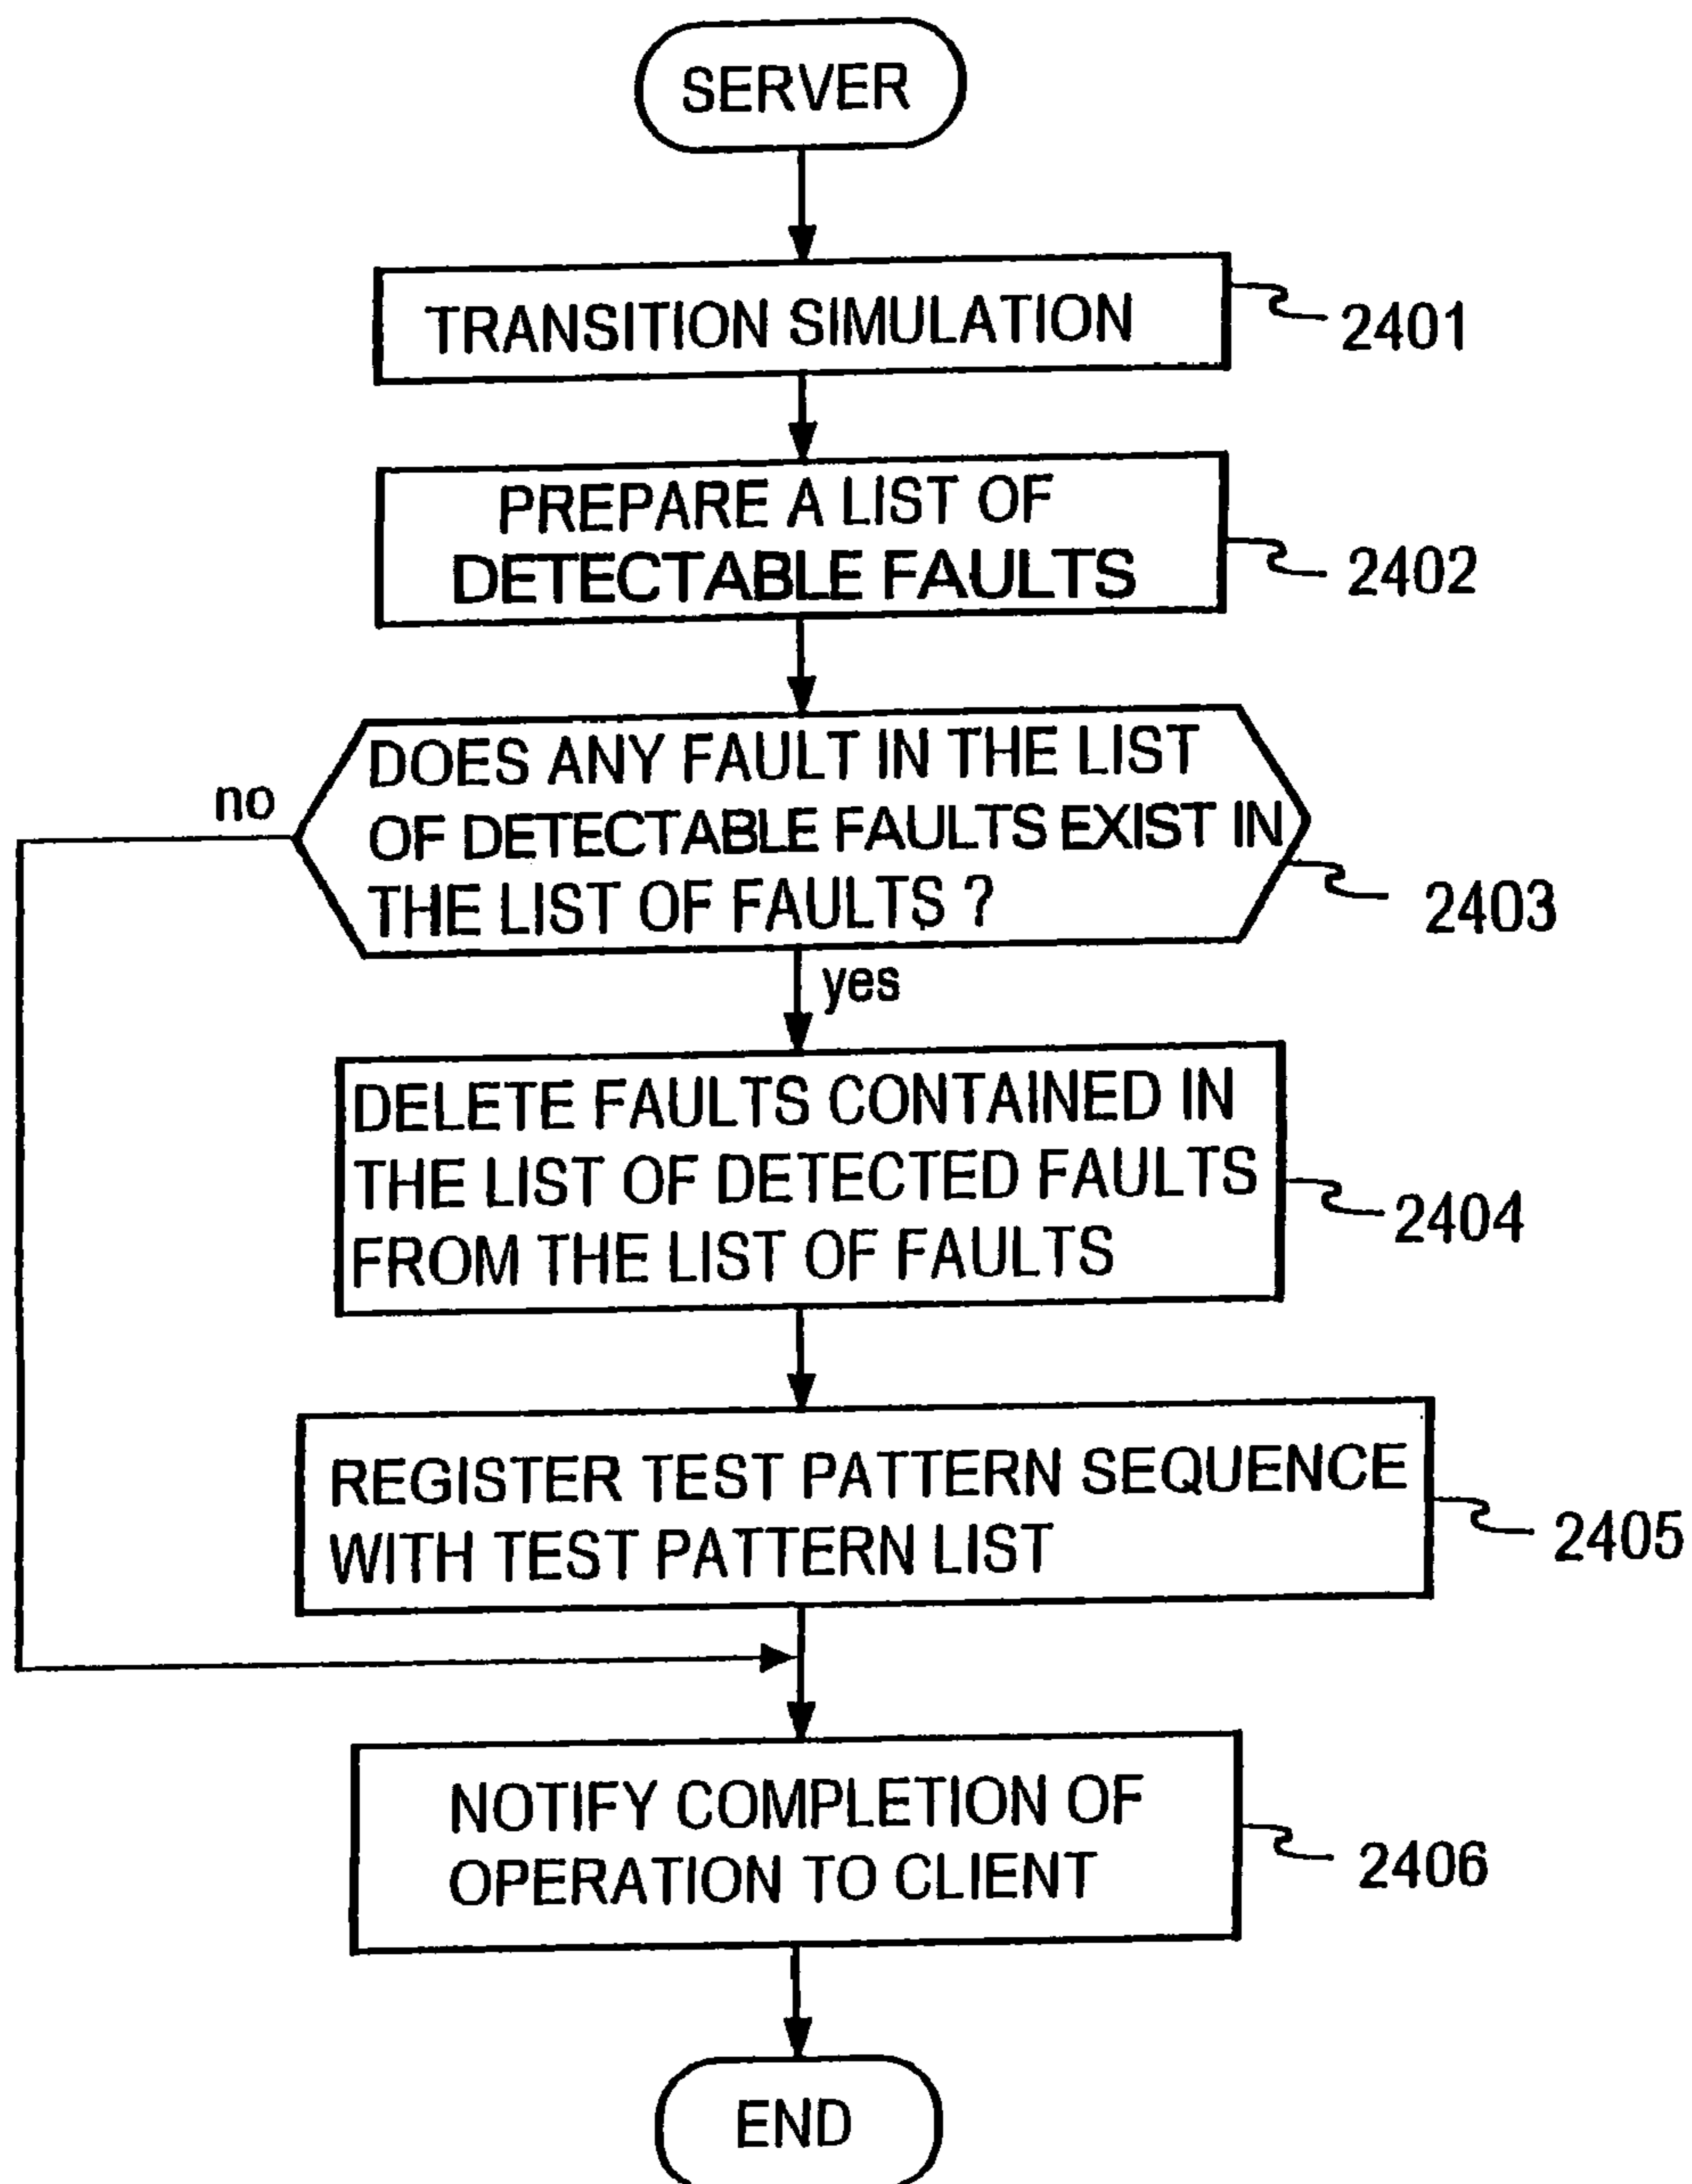 SERVER
TRANSITION SIMULATION
2401
PREPARE A LIST OF
DETECTABLE FAULTS
2402
DOES ANY FAULT IN THE LIST
OF DETECTABLE FAULTS EXIST IN
THE LIST OF FAULTS ?
no
2403
yes
DELETE FAULTS CONTAINED IN
THE LIST OF DETECTED FAULTS
FROM THE LIST OF FAULTS
2404
REGISTER TEST PATTERN SEQUENCE
WITH TEST PATTERN LIST
2405
NOTIFY COMPLETION OF
OPERATION TO CLIENT
2406
END